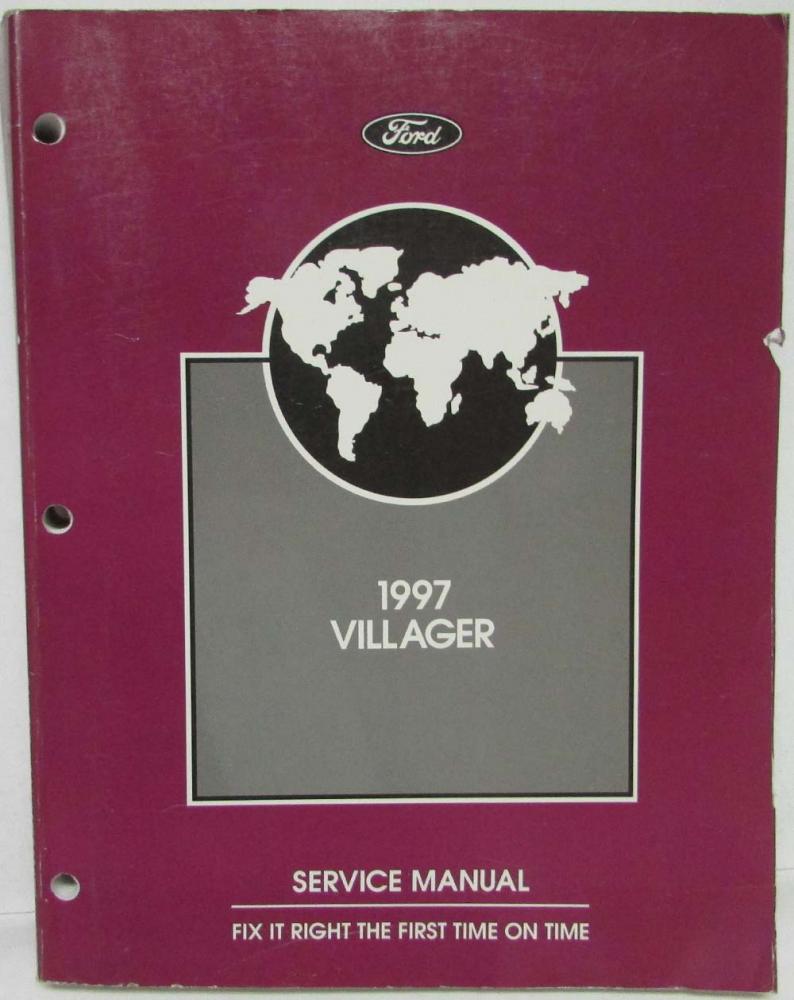 Ford
1997
VILLAGER
SERVICE MANUAL
FIX IT RIGHT THE FIRST TIME ON TIME